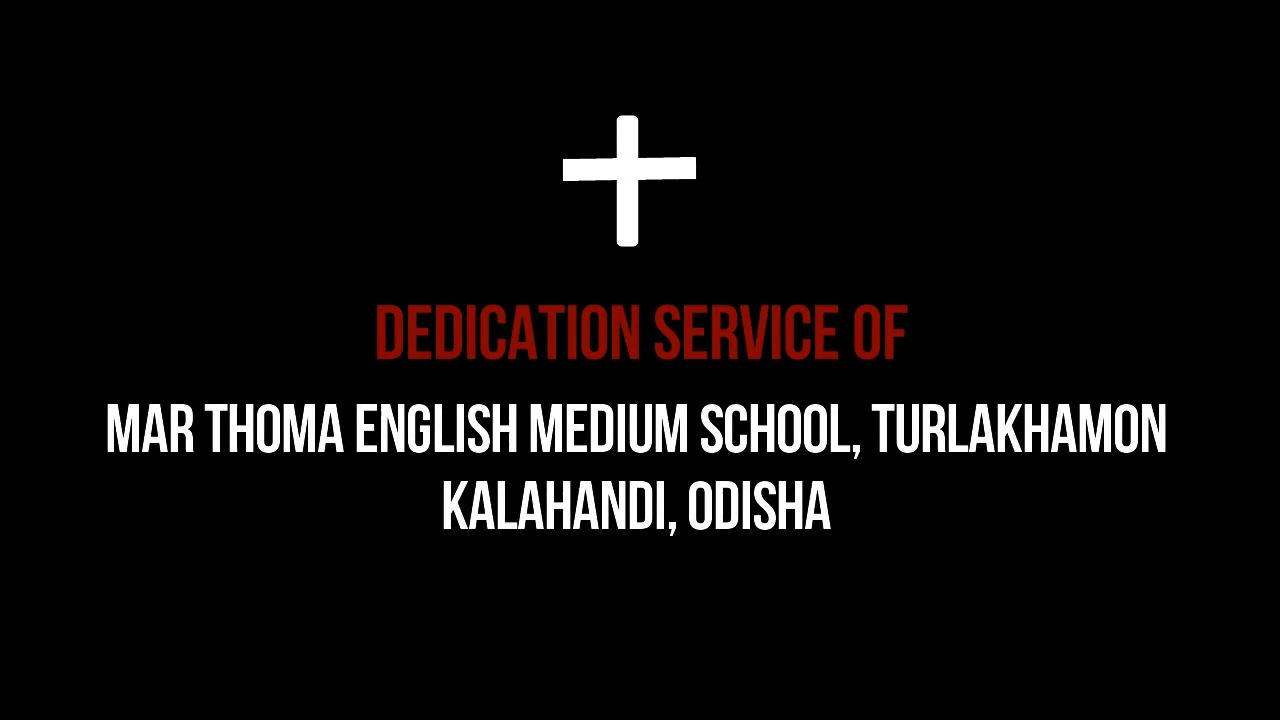 DEDICATION SERVICE OF
MAR THOMA ENGLISH MEDIUM SCHOOL, TURLAKHAMON
KALAHANDI, ODISHA